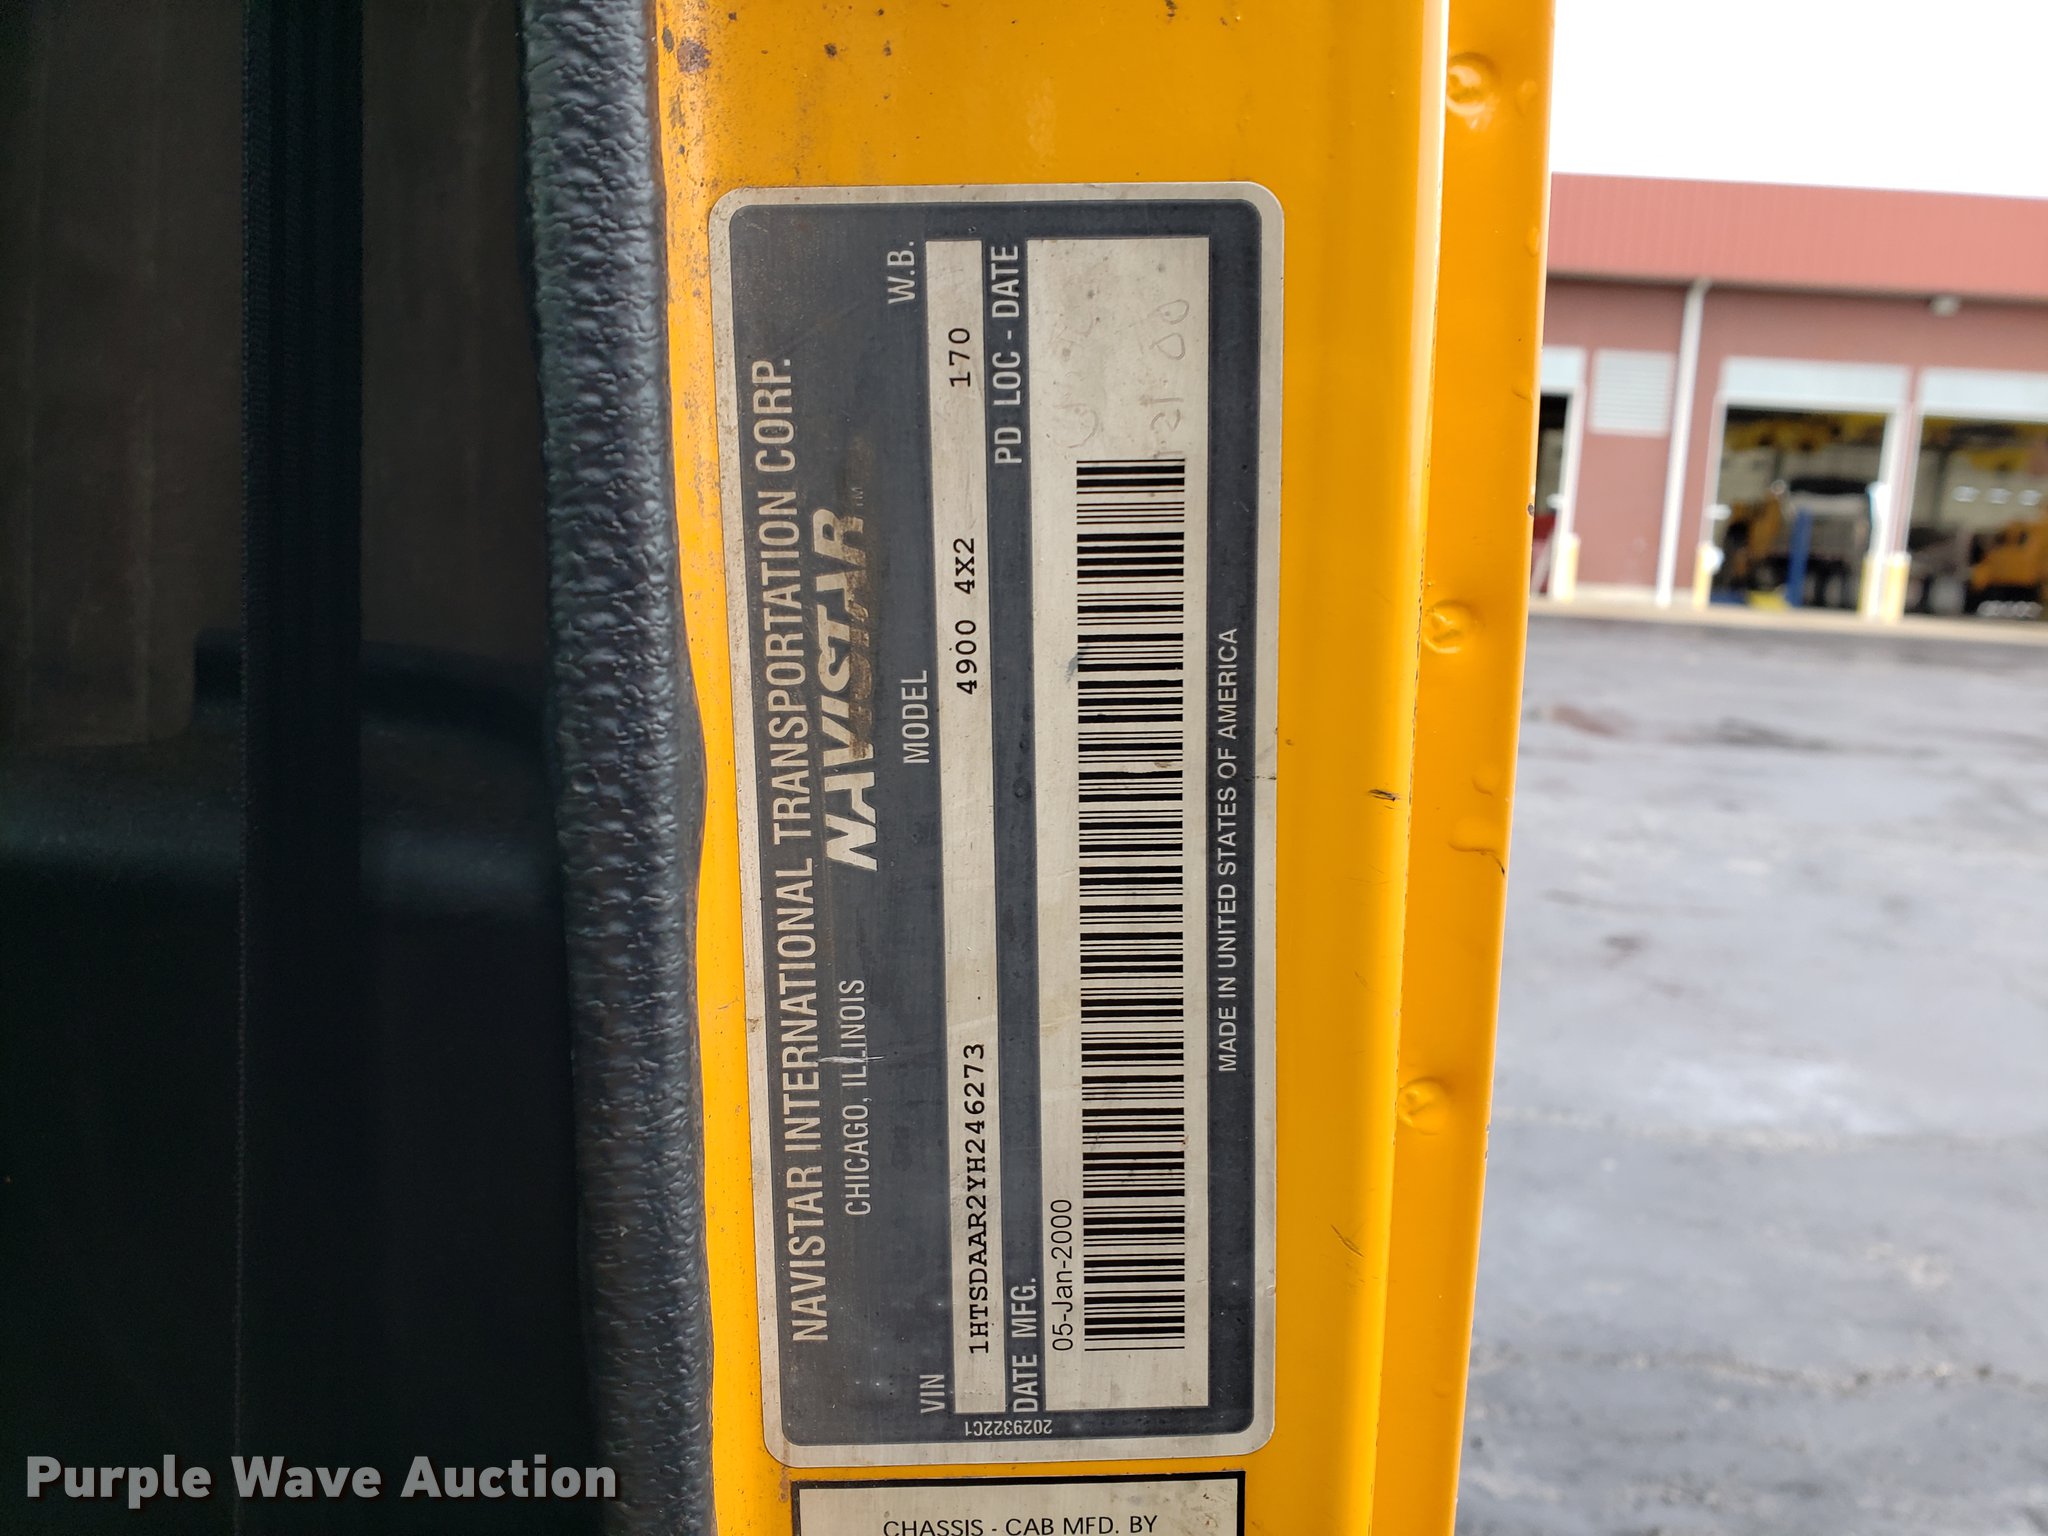 NAVISTAR INTERNATIONAL TRANSPORTATION CORP.
CHICAGO, ILLINOIS
NAVISTAR™
VIN MODEL W.B.
1HTSDAAR2YH246273 4900 4X2 170
DATE MFG. PD LOC - DATE
05-Jan-2000
MADE IN UNITED STATES OF AMERICA
2029322C1
CHASSIS - CAB MFD. BY
Purple Wave Auction